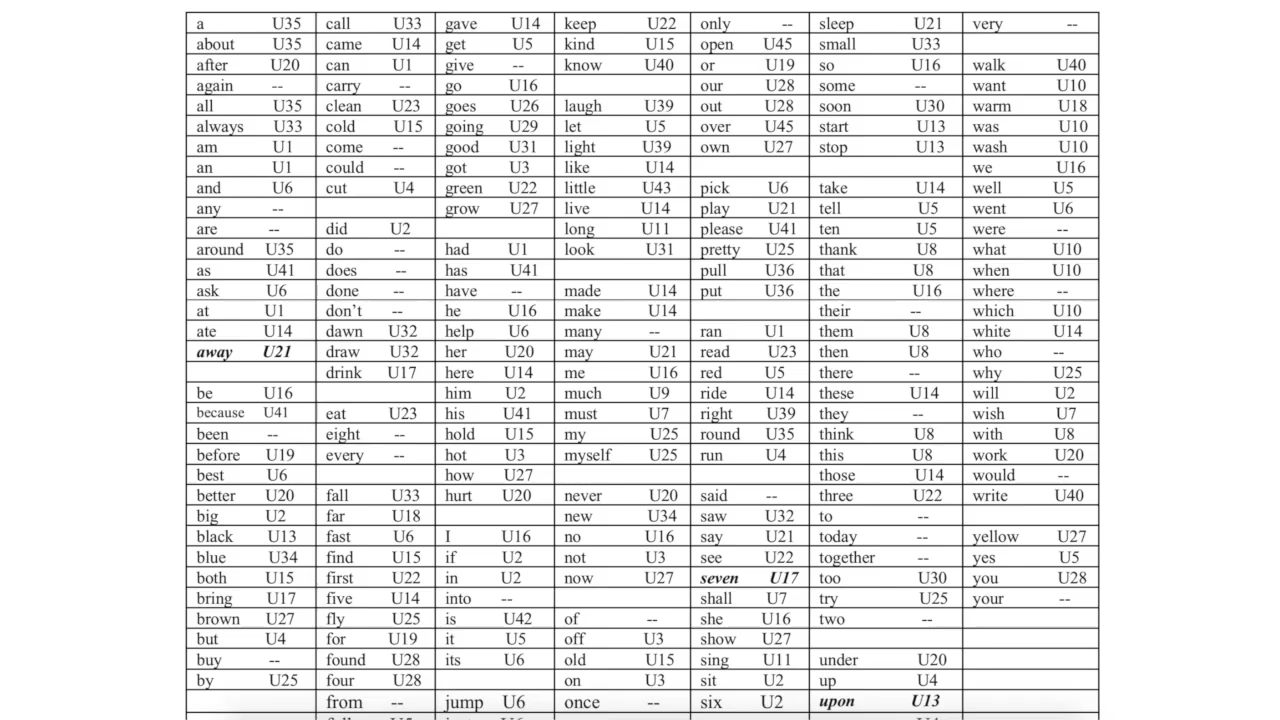 a U35 call U33 gave U14 keep U22 only -- sleep U21 very --
about U35 came U14 get U5 kind U15 open U45 small U33
after U20 can U1 give -- know U40 or U19 so U16 walk U40
again -- carry -- go U16 our U28 some -- want U10
all U35 clean U23 goes U26 laugh U39 out U28 soon U30 warm U18
always U33 cold U15 going U29 let U5 over U45 start U13 was U10
am U1 come -- good U31 light U39 own U27 stop U13 wash U10
an U1 could -- got U3 like U14 we U16
and U6 cut U4 green U22 little U43 pick U6 take U14 well U5
any -- grow U27 live U14 play U21 tell U5 went U6
are -- did U2 long U11 please U41 ten U5 were --
around U35 do -- had U1 look U31 pretty U25 thank U8 what U10
as U41 does -- has U41 pull U36 that U8 when U10
ask U6 done -- have -- made U14 put U36 the U16 where --
at U1 don't -- he U16 make U14 their -- which U10
ate U14 dawn U32 help U6 many -- ran U1 them U8 white U14
away U21 draw U32 her U20 may U21 read U23 then U8 who --
drink U17 here U14 me U16 red U5 there -- why U25
be U16 him U2 much U9 ride U14 these U14 will U2
because U41 eat U23 his U41 must U7 right U39 they -- wish U7
been -- eight -- hold U15 my U25 round U35 think U8 with U8
before U19 every -- hot U3 myself U25 run U4 this U8 work U20
best U6 how U27 those U14 would --
better U20 fall U33 hurt U20 never U20 said -- three U22 write U40
big U2 far U18 new U34 saw U32 to --
black U13 fast U6 I U16 no U16 say U21 today -- yellow U27
blue U34 find U15 if U2 not U3 see U22 together -- yes U5
both U15 first U22 in U2 now U27 seven U17 too U30 you U28
bring U17 five U14 into -- shall U7 try U25 your --
brown U27 fly U25 is U42 of -- she U16 two --
but U4 for U19 it U5 off U3 show U27
buy -- found U28 its U6 old U15 sing U11 under U20
by U25 four U28 on U3 sit U2 up U4
from -- jump U6 once -- six U2 upon U13